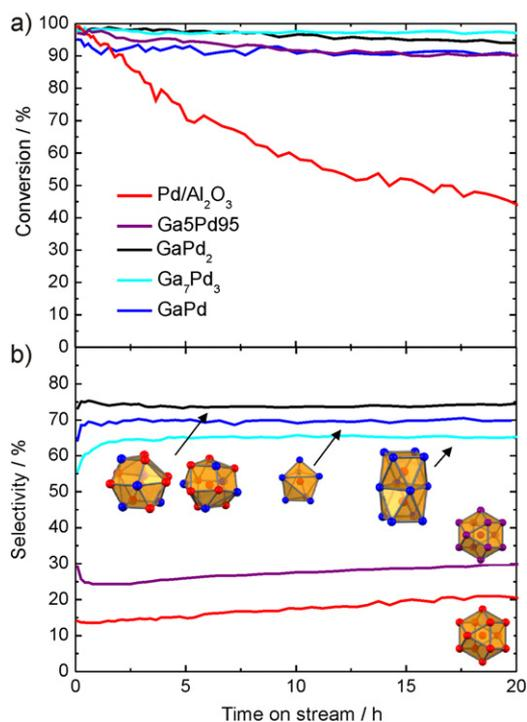 a)
100
90
80
70
60
50
40
30
20
10
0
Conversion / %
Pd/Al₂O₃
Ga5Pd95
GaPd₂
Ga₇Pd₃
GaPd
b)
90
80
70
60
50
40
30
20
10
0
Selectivity / %
0 5 10 15 20
Time on stream / h